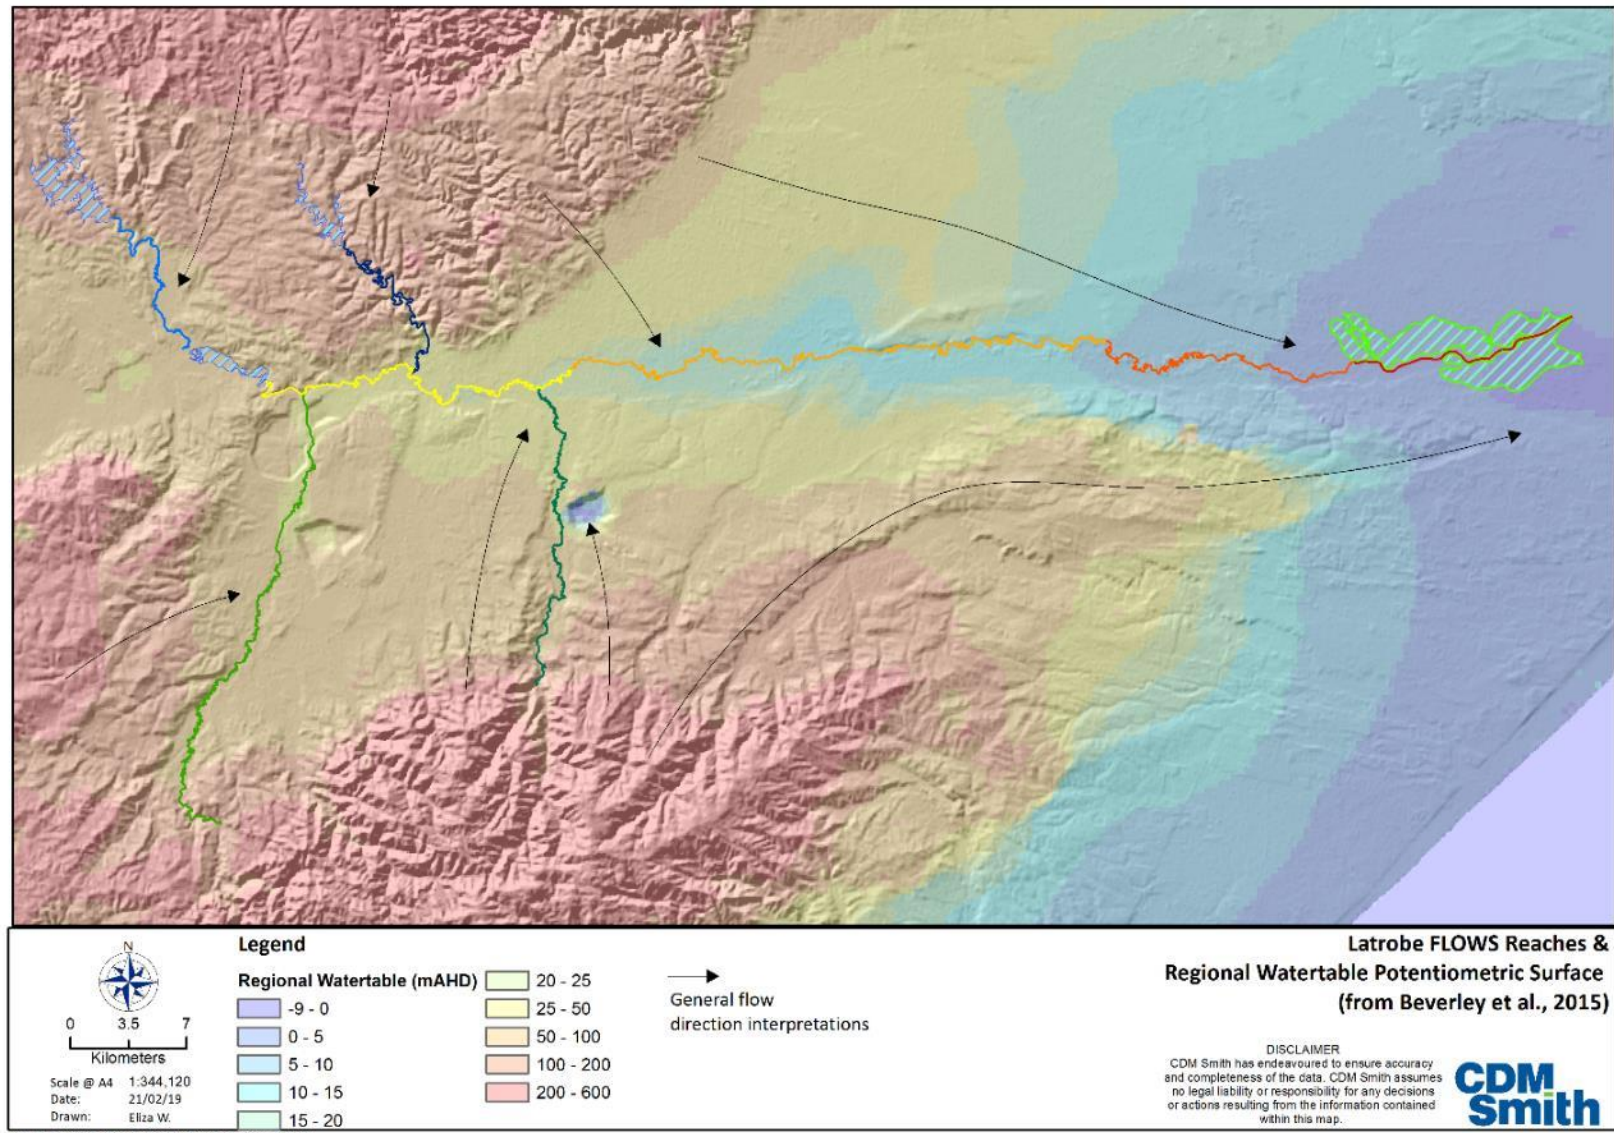 N
0 3.5 7
Kilometers
Scale @ A4 1:344,120
Date: 21/02/19
Drawn: Eliza W.
Legend
Regional Watertable (mAHD)
-9 - 0
0 - 5
5 - 10
10 - 15
15 - 20
20 - 25
25 - 50
50 - 100
100 - 200
200 - 600
General flow
direction interpretations
Latrobe FLOWS Reaches &
Regional Watertable Potentiometric Surface
(from Beverley et al., 2015)
DISCLAIMER
CDM Smith has endeavoured to ensure accuracy
and completeness of the data. CDM Smith assumes
no legal liability or responsibility for any decisions
or actions resulting from the information contained
within this map.
CDM
Smith